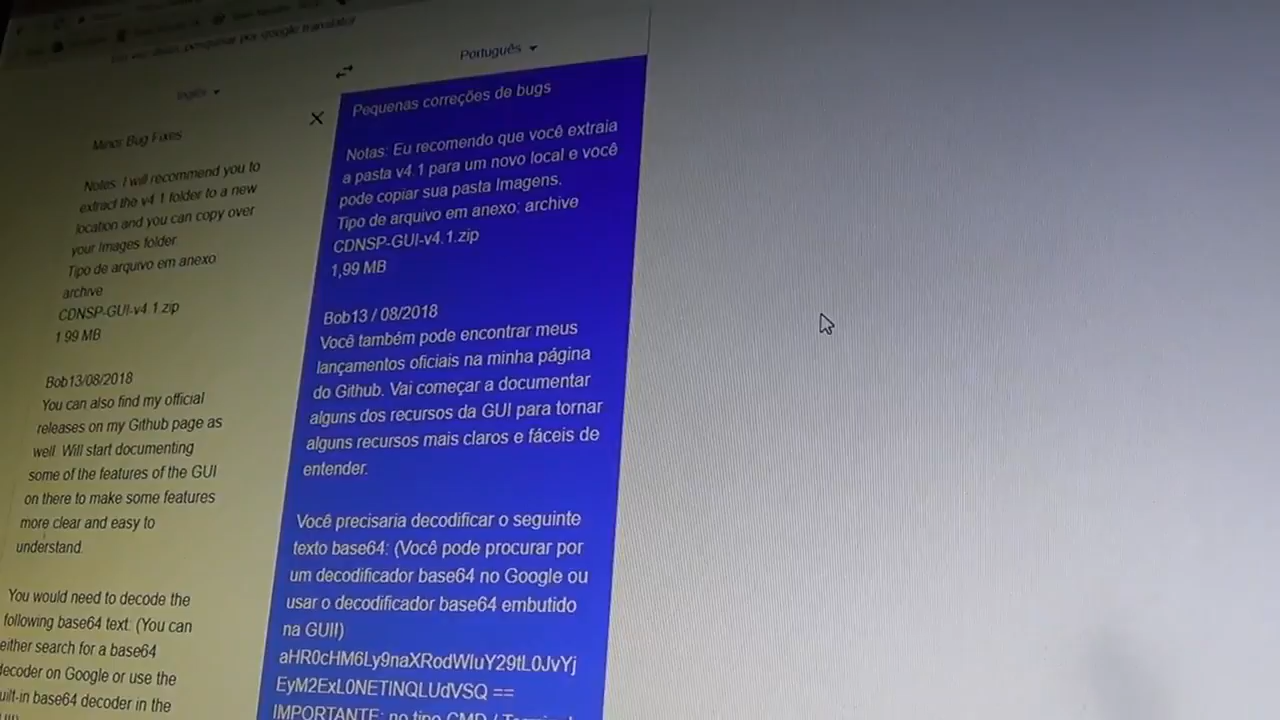 pesquisar por google translator
Inglês
Português
Minor Bug Fixes
Notes: I will recommend you to
extract the v4.1 folder to a new
location and you can copy over
your Images folder.
Tipo de arquivo em anexo
archive
CDNSP-GUI-v4.1.zip
1.99 MB
Bob13/08/2018
You can also find my official
releases on my Github page as
well. Will start documenting
some of the features of the GUI
on there to make some features
more clear and easy to
understand.
You would need to decode the
following base64 text: (You can
either search for a base64
decoder on Google or use the
built-in base64 decoder in the
Pequenas correções de bugs
Notas: Eu recomendo que você extraia
a pasta v4.1 para um novo local e você
pode copiar sua pasta Imagens.
Tipo de arquivo em anexo: archive
CDNSP-GUI-v4.1.zip
1,99 MB
Bob13 / 08/2018
Você também pode encontrar meus
lançamentos oficiais na minha página
do Github. Vai começar a documentar
alguns dos recursos da GUI para tornar
alguns recursos mais claros e fáceis de
entender.
Você precisaria decodificar o seguinte
texto base64: (Você pode procurar por
um decodificador base64 no Google ou
usar o decodificador base64 embutido
na GUI!)
aHR0cHM6Ly9naXRodWIuY29tL0JvYj
EyM2ExL0NETlNQLUdVSQ ==
IMPORTANTE: no tipo CMD /